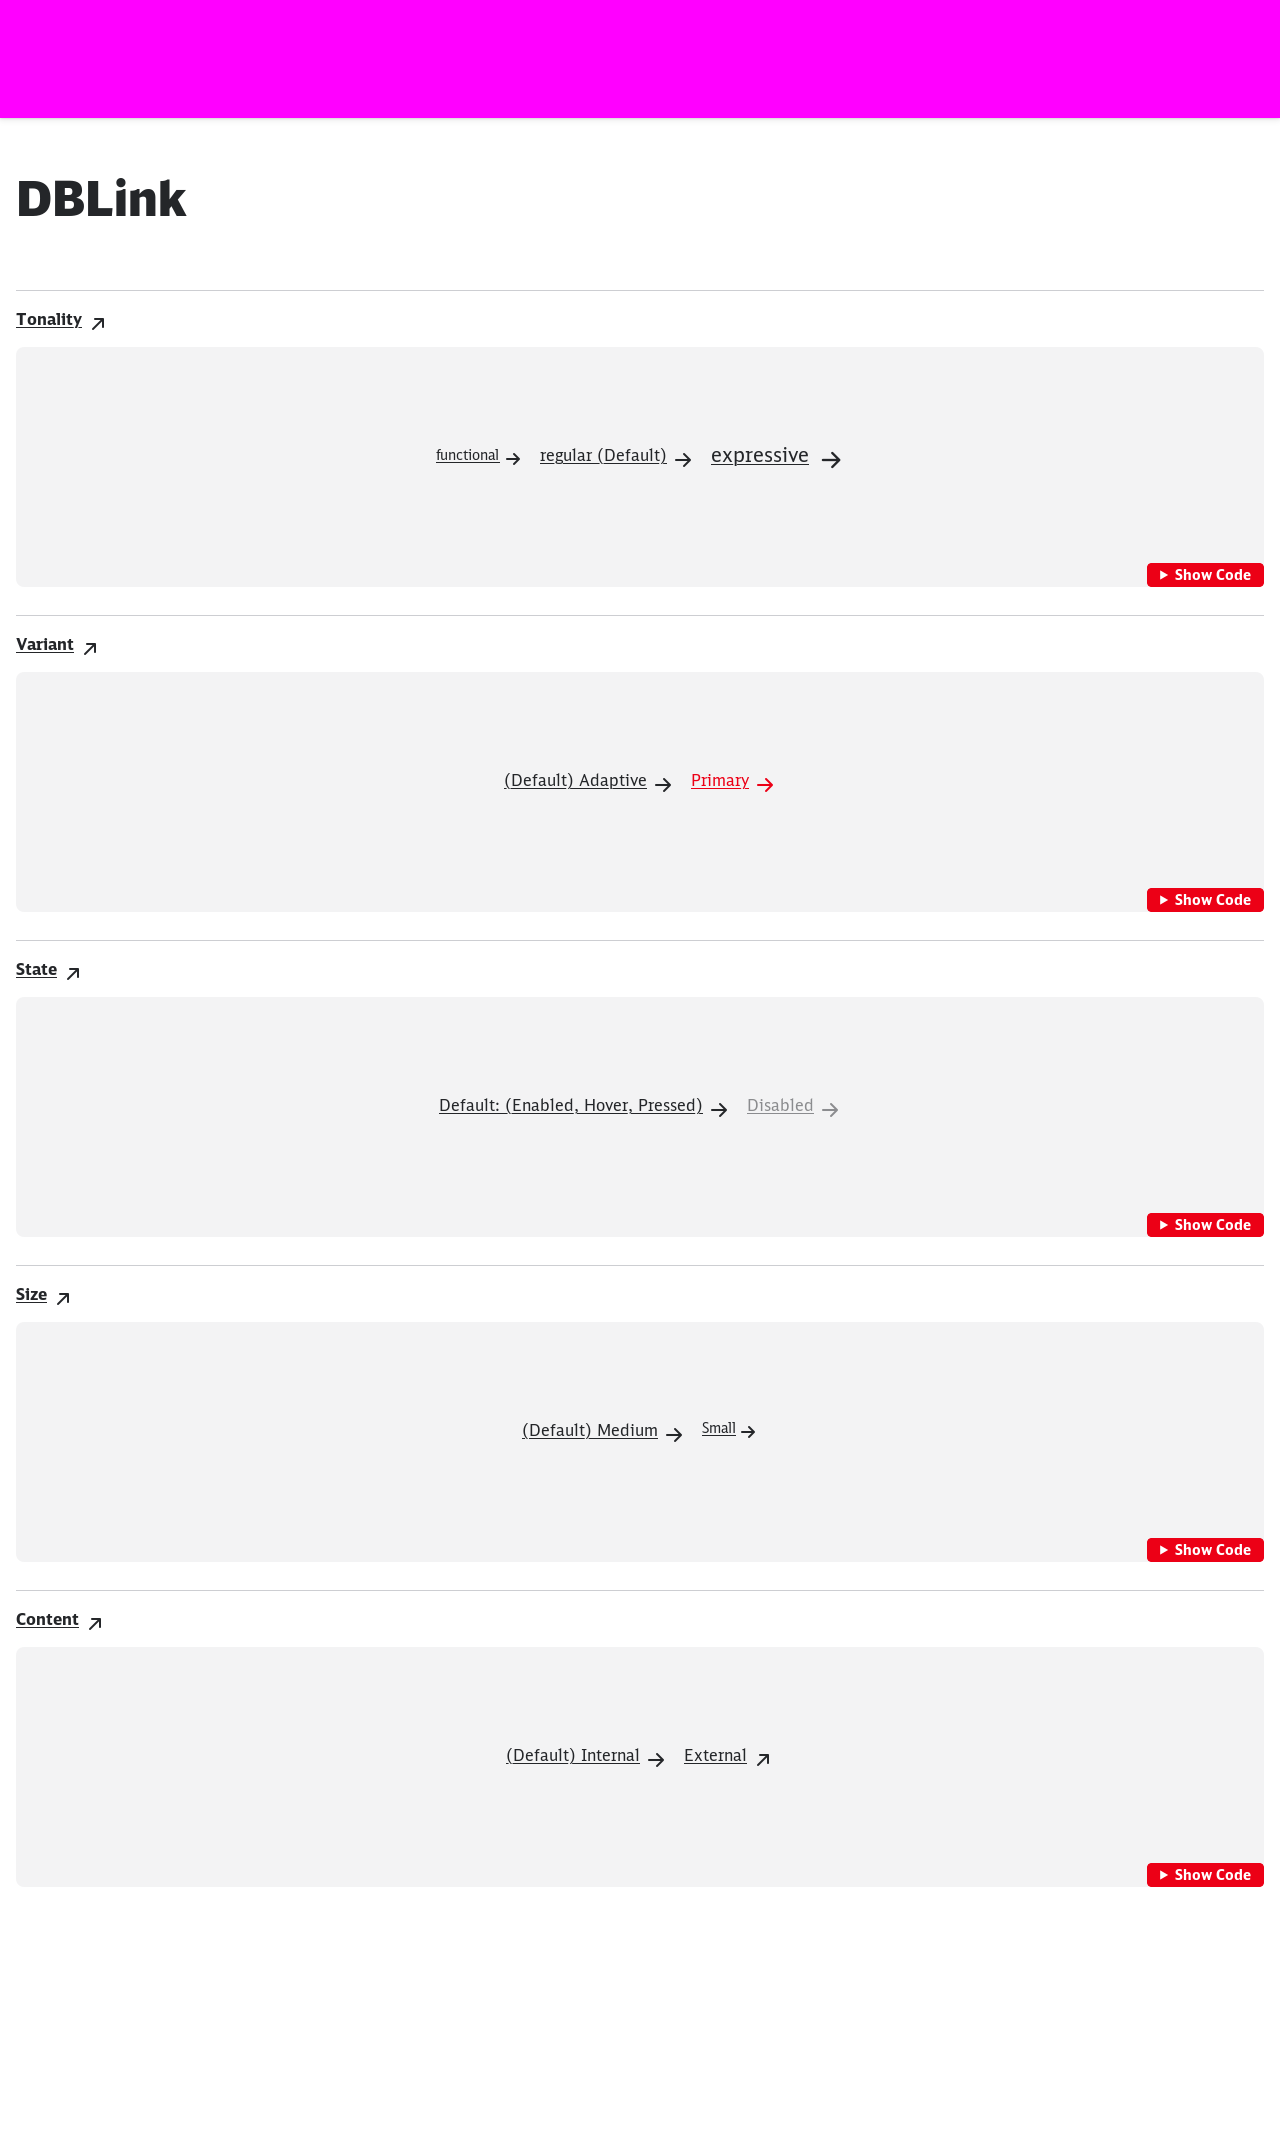 DBLink
Tonality
functional regular (Default) expressive
Show Code
Variant
(Default) Adaptive Primary
Show Code
State
Default: (Enabled, Hover, Pressed) Disabled
Show Code
Size
(Default) Medium Small
Show Code
Content
(Default) Internal External
Show Code